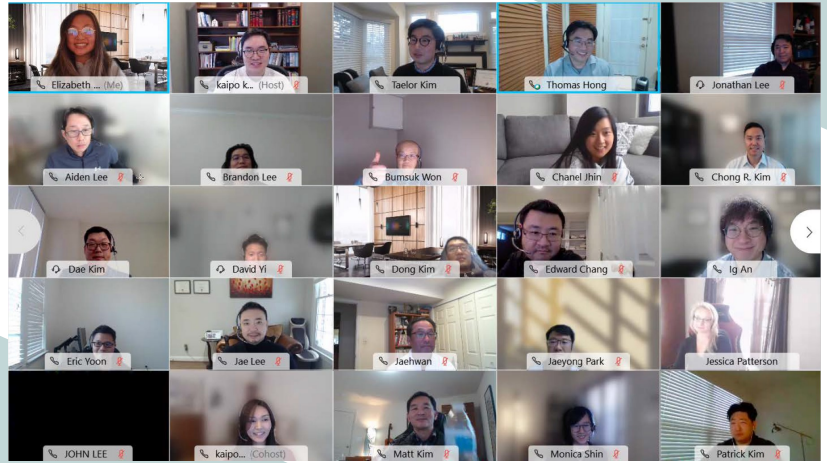 Elizabeth ... (Me)
kaipo k... (Host)
Taelor Kim
Thomas Hong
Jonathan Lee
Aiden Lee
Brandon Lee
Bumsuk Won
Chanel Jhin
Chong R. Kim
Dae Kim
David Yi
Dong Kim
Edward Chang
Ig An
Eric Yoon
Jae Lee
Jaehwan
Jaeyong Park
Jessica Patterson
JOHN LEE
kaipo... (Cohost)
Matt Kim
Monica Shin
Patrick Kim